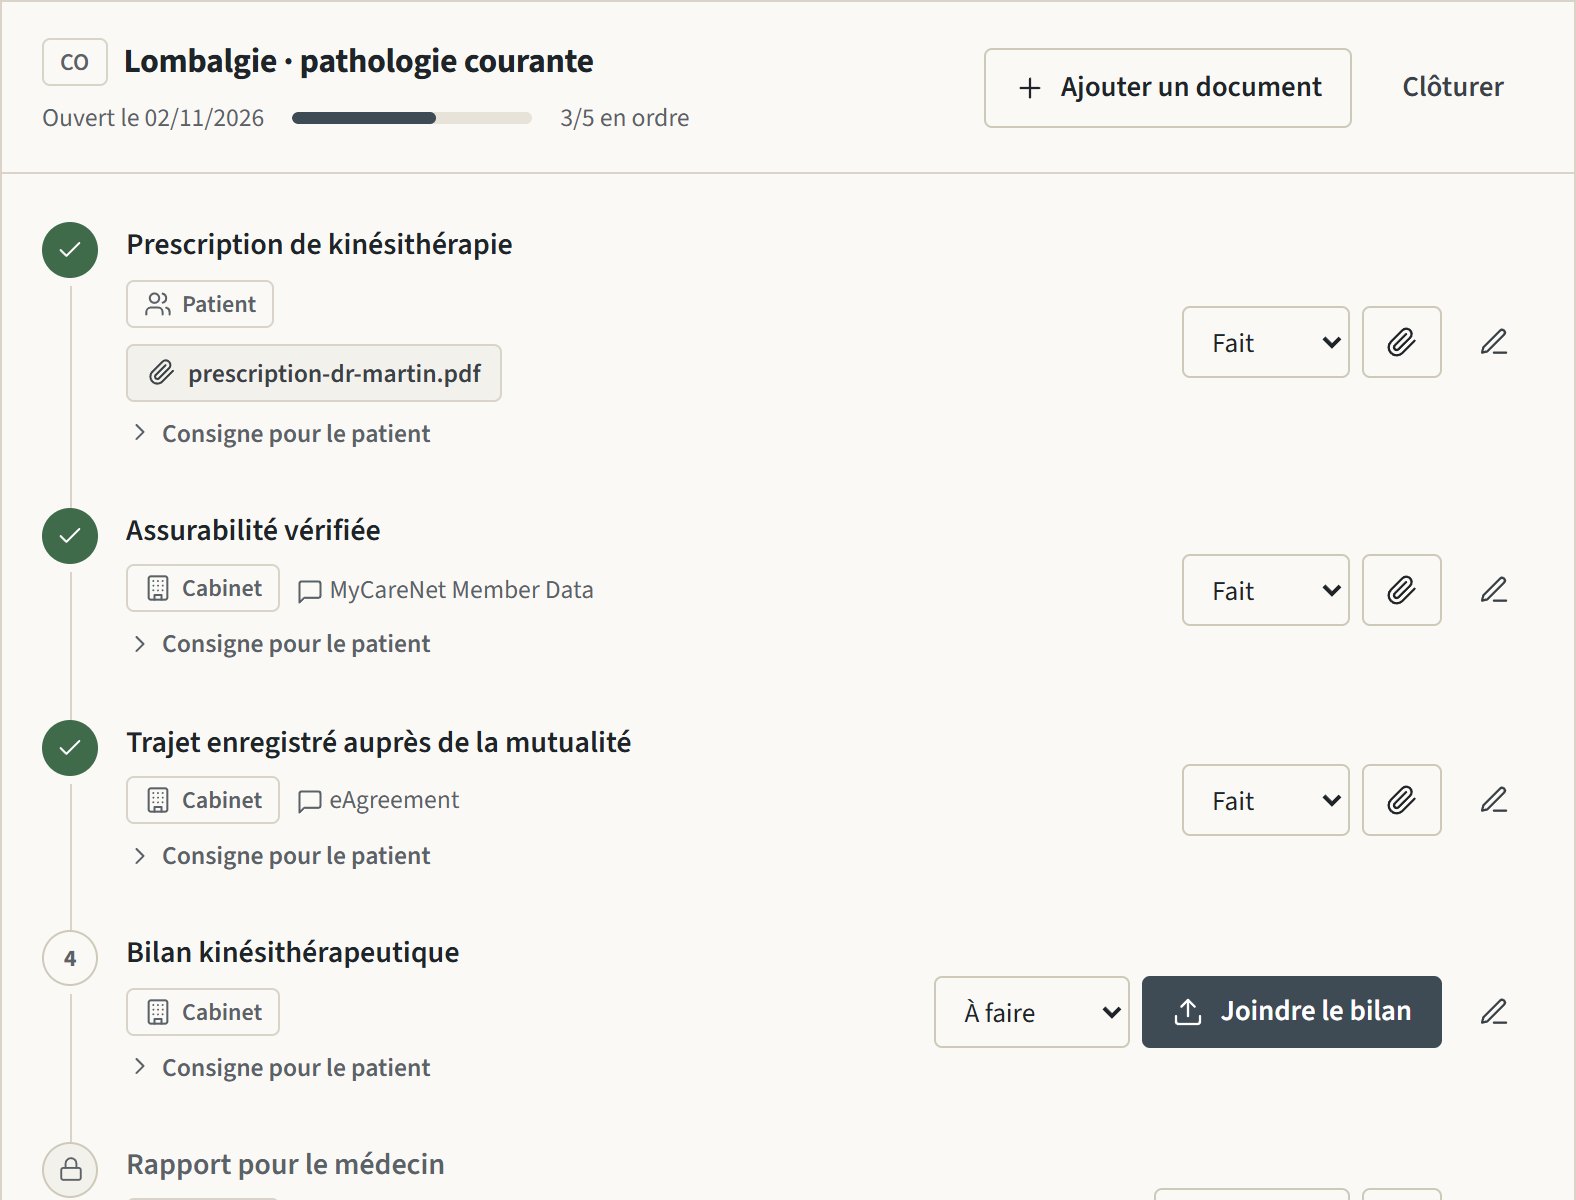 CO
Lombalgie · pathologie courante
Ouvert le 02/11/2026
3/5 en ordre
Ajouter un document
Clôturer
Prescription de kinésithérapie
Patient
prescription-dr-martin.pdf
Consigne pour le patient
Fait
Assurabilité vérifiée
Cabinet
MyCareNet Member Data
Consigne pour le patient
Fait
Trajet enregistré auprès de la mutualité
Cabinet
eAgreement
Consigne pour le patient
Fait
4
Bilan kinésithérapeutique
Cabinet
Consigne pour le patient
À faire
Joindre le bilan
Rapport pour le médecin